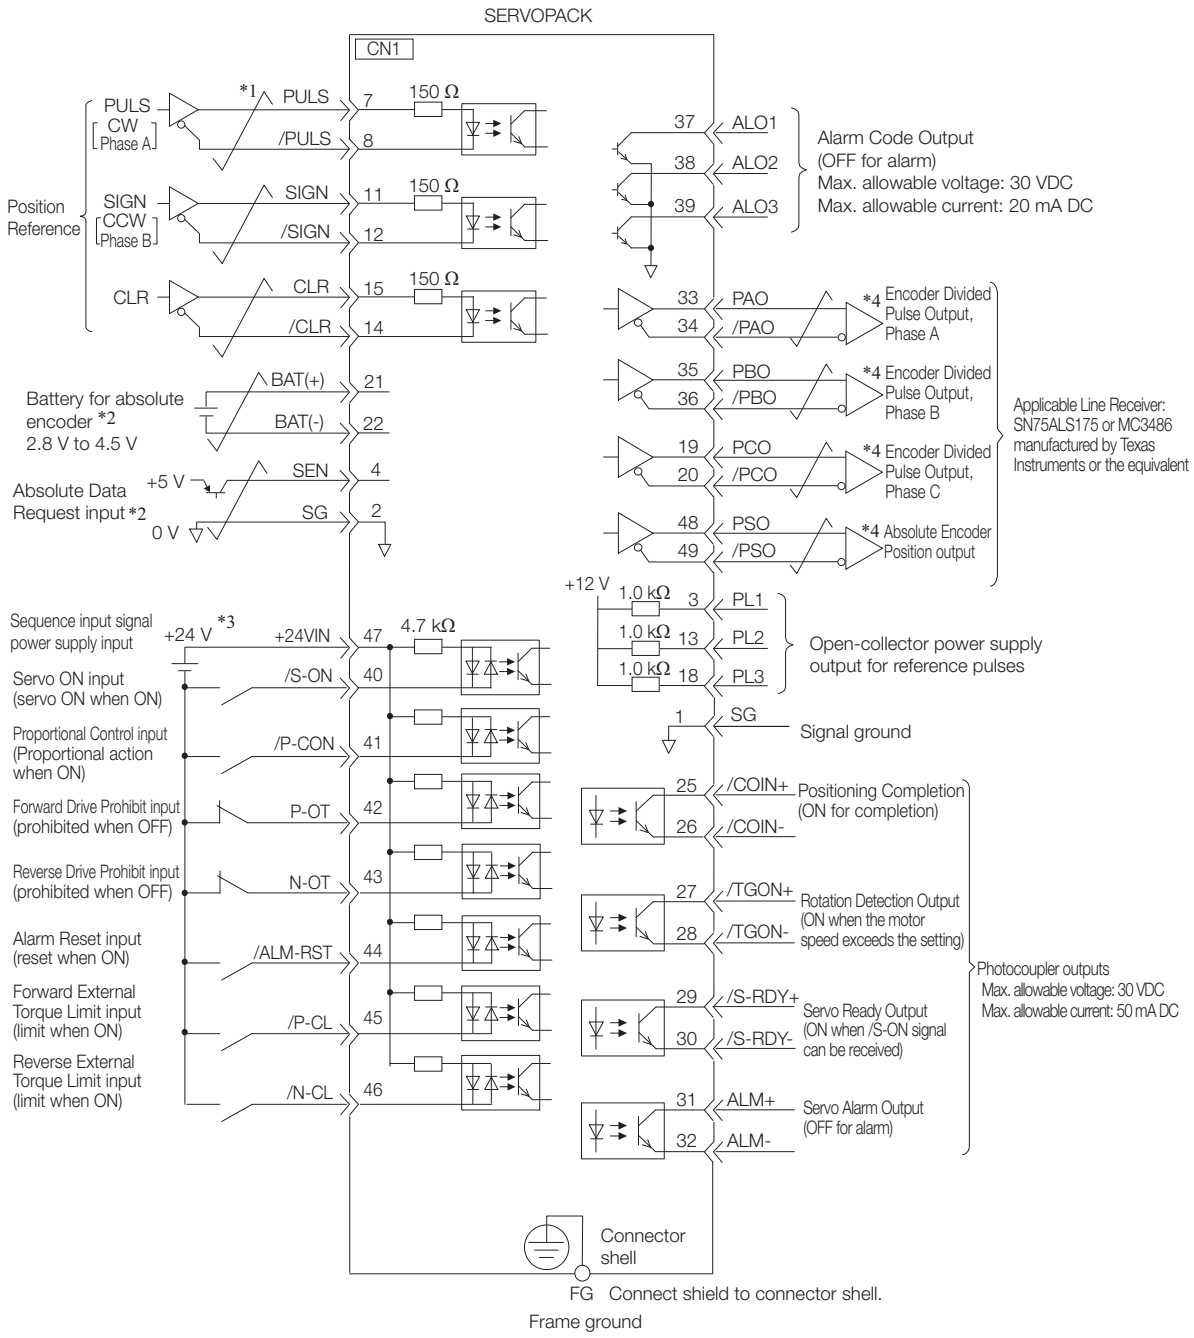 SERVOPACK
CN1
Position
Reference
PULS
CW
Phase A
*1
PULS
7
150 Ω
/PULS
8
SIGN
CCW
Phase B
SIGN
11
150 Ω
/SIGN
12
CLR
CLR
15
150 Ω
/CLR
14
Battery for absolute
encoder *2
2.8 V to 4.5 V
BAT(+)
21
BAT(-)
22
Absolute Data
Request input *2
+5 V
SEN
4
0 V
SG
2
Sequence input signal
power supply input
+24 V *3
+24VIN
47
4.7 kΩ
Servo ON input
(servo ON when ON)
/S-ON
40
Proportional Control input
(Proportional action
when ON)
/P-CON
41
Forward Drive Prohibit input
(prohibited when OFF)
P-OT
42
Reverse Drive Prohibit input
(prohibited when OFF)
N-OT
43
Alarm Reset input
(reset when ON)
/ALM-RST
44
Forward External
Torque Limit input
(limit when ON)
/P-CL
45
Reverse External
Torque Limit input
(limit when ON)
/N-CL
46
37
ALO1
38
ALO2
39
ALO3
Alarm Code Output
(OFF for alarm)
Max. allowable voltage: 30 VDC
Max. allowable current: 20 mA DC
33
PAO
34
/PAO
*4 Encoder Divided
Pulse Output,
Phase A
35
PBO
36
/PBO
*4 Encoder Divided
Pulse Output,
Phase B
19
PCO
20
/PCO
*4 Encoder Divided
Pulse Output,
Phase C
48
PSO
49
/PSO
*4 Absolute Encoder
Position output
Applicable Line Receiver:
SN75ALS175 or MC3486
manufactured by Texas
Instruments or the equivalent
+12 V
1.0 kΩ
3
PL1
1.0 kΩ
13
PL2
1.0 kΩ
18
PL3
Open-collector power supply
output for reference pulses
1
SG
Signal ground
25
/COIN+
26
/COIN-
Positioning Completion
(ON for completion)
27
/TGON+
28
/TGON-
Rotation Detection Output
(ON when the motor
speed exceeds the setting)
29
/S-RDY+
30
/S-RDY-
Servo Ready Output
(ON when /S-ON signal
can be received)
31
ALM+
32
ALM-
Servo Alarm Output
(OFF for alarm)
Photocoupler outputs
Max. allowable voltage: 30 VDC
Max. allowable current: 50 mA DC
Connector
shell
FG
Connect shield to connector shell.
Frame ground